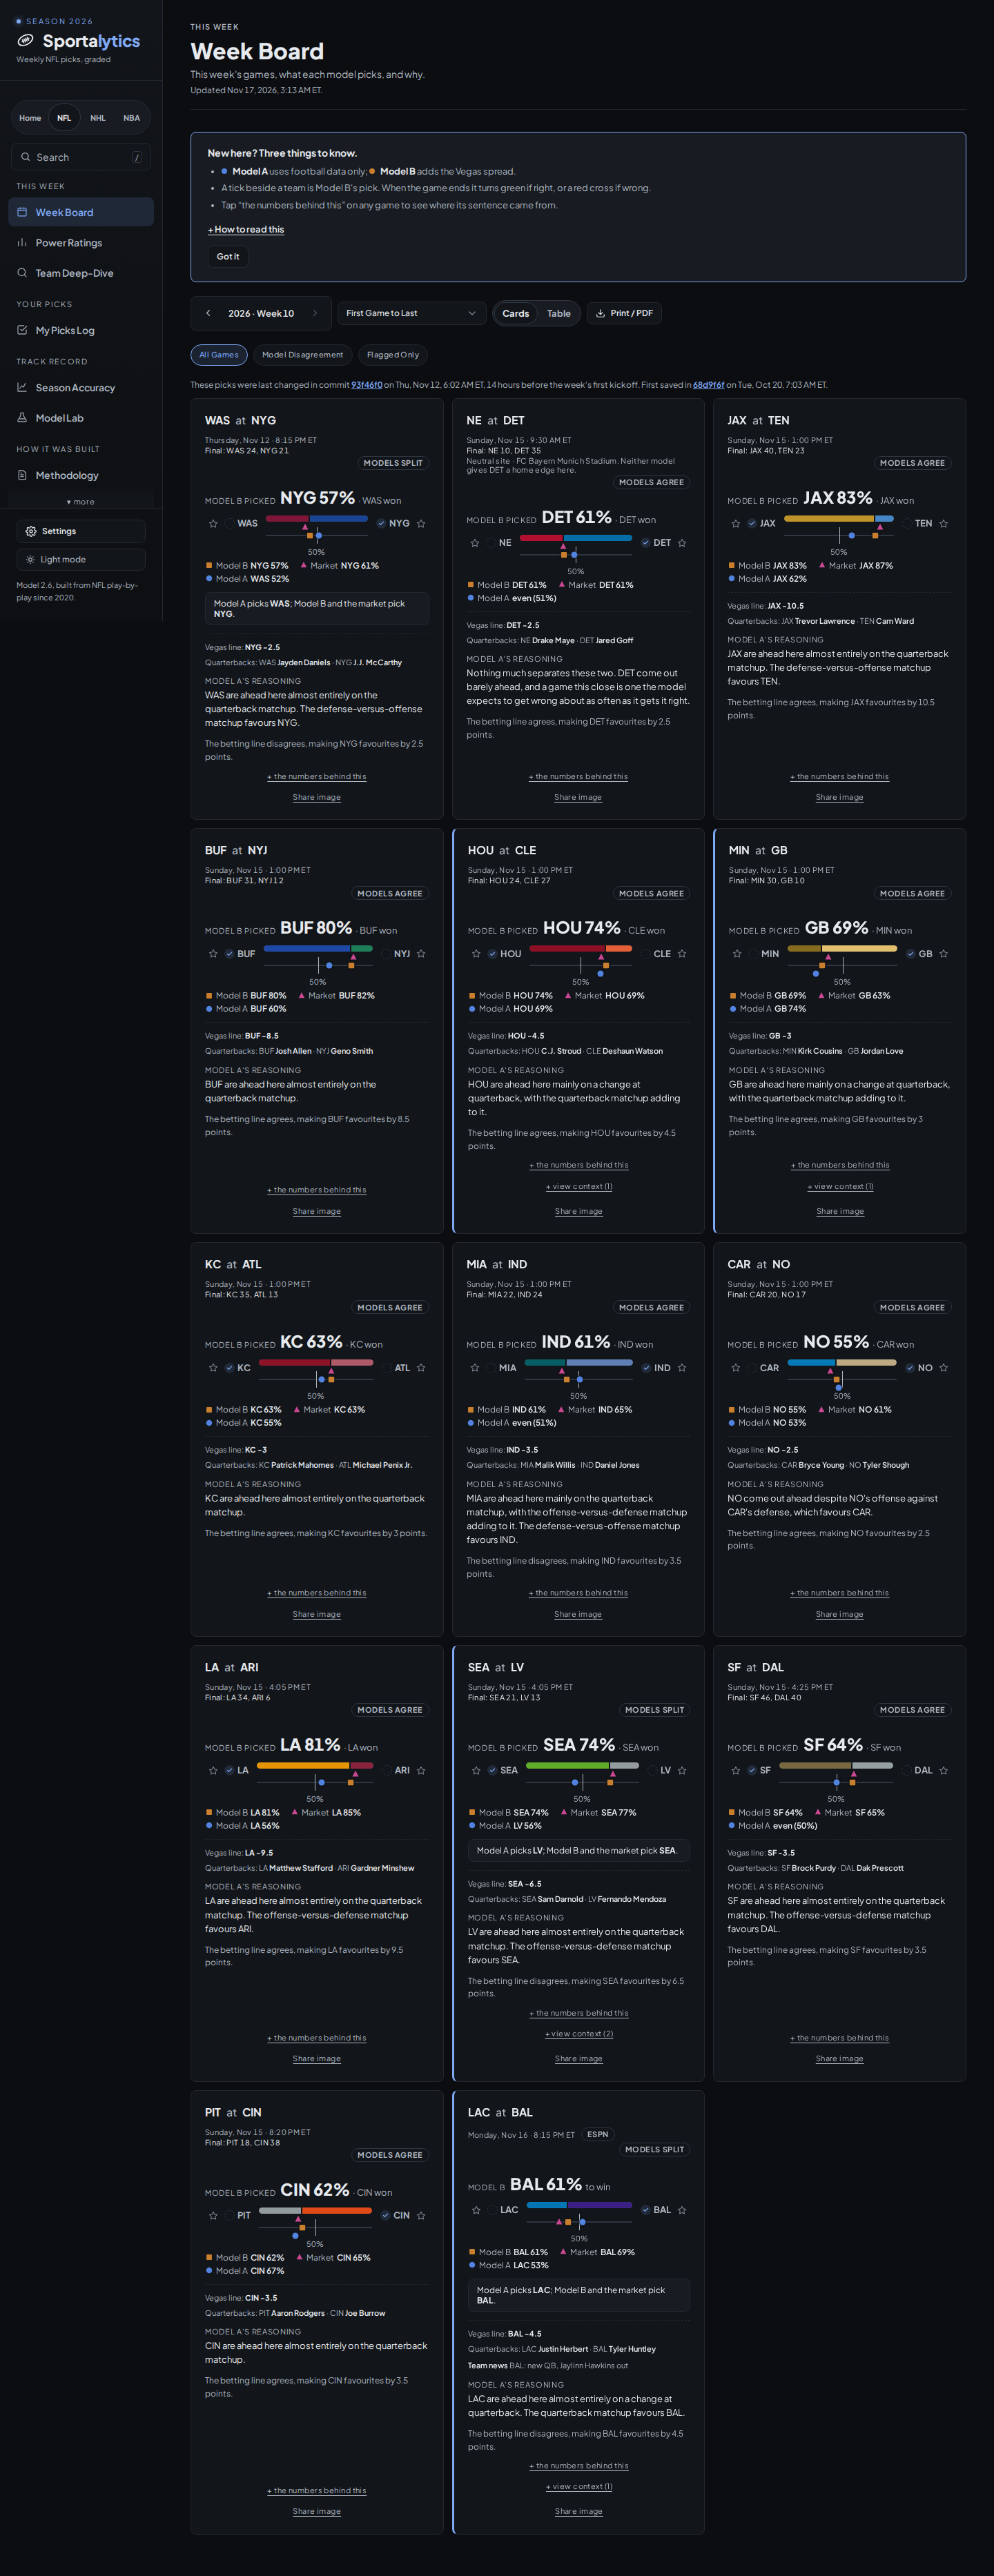 SEASON 2026
Sportalytics
Weekly NFL picks, graded
Home NFL NHL NBA
Search /
THIS WEEK
Week Board
Power Ratings
Team Deep-Dive
YOUR PICKS
My Picks Log
TRACK RECORD
Season Accuracy
Model Lab
HOW IT WAS BUILT
Methodology
▾ more
Settings
Light mode
Model 2.6, built from NFL play-by-
play since 2020.
THIS WEEK
Week Board
This week's games, what each model picks, and why.
Updated Nov 17, 2026, 3:13 AM ET.
New here? Three things to know.
• Model A uses football data only; Model B adds the Vegas spread.
• A tick beside a team is Model B's pick. When the game ends it turns green if right, or a red cross if wrong.
• Tap "the numbers behind this" on any game to see where its sentence came from.
+ How to read this
Got it
2026 · Week 10
First Game to Last
Cards Table
Print / PDF
All Games Model Disagreement Flagged Only
These picks were last changed in commit 93f46f0 on Thu, Nov 12, 6:02 AM ET, 14 hours before the week's first kickoff. First saved in 68d9f6f on Tue, Oct 20, 7:03 AM ET.
WAS at NYG
Thursday, Nov 12 · 8:15 PM ET
Final: WAS 24, NYG 21
MODELS SPLIT
MODEL B PICKED NYG 57% · WAS won
WAS NYG
50%
Model B NYG 57% Market NYG 61%
Model A WAS 52%
Model A picks WAS; Model B and the market pick
NYG.
Vegas line: NYG -2.5
Quarterbacks: WAS Jayden Daniels · NYG J.J. McCarthy
MODEL A'S REASONING
WAS are ahead here almost entirely on the
quarterback matchup. The defense-versus-offense
matchup favours NYG.
The betting line disagrees, making NYG favourites by 2.5
points.
+ the numbers behind this
Share image
NE at DET
Sunday, Nov 15 · 9:30 AM ET
Final: NE 10, DET 35
Neutral site · FC Bayern Munich Stadium. Neither model
gives DET a home edge here.
MODELS AGREE
MODEL B PICKED DET 61% · DET won
NE DET
50%
Model B DET 61% Market DET 61%
Model A even (51%)
Vegas line: DET -2.5
Quarterbacks: NE Drake Maye · DET Jared Goff
MODEL A'S REASONING
Nothing much separates these two. DET come out
barely ahead, and a game this close is one the model
expects to get wrong about as often as it gets it right.
The betting line agrees, making DET favourites by 2.5
points.
+ the numbers behind this
Share image
JAX at TEN
Sunday, Nov 15 · 1:00 PM ET
Final: JAX 40, TEN 23
MODELS AGREE
MODEL B PICKED JAX 83% · JAX won
JAX TEN
50%
Model B JAX 83% Market JAX 87%
Model A JAX 62%
Vegas line: JAX -10.5
Quarterbacks: JAX Trevor Lawrence · TEN Cam Ward
MODEL A'S REASONING
JAX are ahead here almost entirely on the quarterback
matchup. The defense-versus-offense matchup
favours TEN.
The betting line agrees, making JAX favourites by 10.5
points.
+ the numbers behind this
Share image
BUF at NYJ
Sunday, Nov 15 · 1:00 PM ET
Final: BUF 31, NYJ 12
MODELS AGREE
MODEL B PICKED BUF 80% · BUF won
BUF NYJ
50%
Model B BUF 80% Market BUF 82%
Model A BUF 60%
Vegas line: BUF -8.5
Quarterbacks: BUF Josh Allen · NYJ Geno Smith
MODEL A'S REASONING
BUF are ahead here almost entirely on the
quarterback matchup.
The betting line agrees, making BUF favourites by 8.5
points.
+ the numbers behind this
Share image
HOU at CLE
Sunday, Nov 15 · 1:00 PM ET
Final: HOU 24, CLE 27
MODELS AGREE
MODEL B PICKED HOU 74% · CLE won
HOU CLE
50%
Model B HOU 74% Market HOU 69%
Model A HOU 69%
Vegas line: HOU -4.5
Quarterbacks: HOU C.J. Stroud · CLE Deshaun Watson
MODEL A'S REASONING
HOU are ahead here mainly on a change at
quarterback, with the quarterback matchup adding
to it.
The betting line agrees, making HOU favourites by 4.5
points.
+ the numbers behind this
+ view context (1)
Share image
MIN at GB
Sunday, Nov 15 · 1:00 PM ET
Final: MIN 30, GB 10
MODELS AGREE
MODEL B PICKED GB 69% · MIN won
MIN GB
50%
Model B GB 69% Market GB 63%
Model A GB 74%
Vegas line: GB -3
Quarterbacks: MIN Kirk Cousins · GB Jordan Love
MODEL A'S REASONING
GB are ahead here mainly on a change at quarterback,
with the quarterback matchup adding to it.
The betting line agrees, making GB favourites by 3
points.
+ the numbers behind this
+ view context (1)
Share image
KC at ATL
Sunday, Nov 15 · 1:00 PM ET
Final: KC 35, ATL 13
MODELS AGREE
MODEL B PICKED KC 63% · KC won
KC ATL
50%
Model B KC 63% Market KC 63%
Model A KC 55%
Vegas line: KC -3
Quarterbacks: KC Patrick Mahomes · ATL Michael Penix Jr.
MODEL A'S REASONING
KC are ahead here almost entirely on the quarterback
matchup.
The betting line agrees, making KC favourites by 3 points.
+ the numbers behind this
Share image
MIA at IND
Sunday, Nov 15 · 1:00 PM ET
Final: MIA 22, IND 24
MODELS AGREE
MODEL B PICKED IND 61% · IND won
MIA IND
50%
Model B IND 61% Market IND 65%
Model A even (51%)
Vegas line: IND -3.5
Quarterbacks: MIA Malik Willis · IND Daniel Jones
MODEL A'S REASONING
MIA are ahead here mainly on the quarterback
matchup, with the offense-versus-defense matchup
adding to it. The defense-versus-offense matchup
favours IND.
The betting line disagrees, making IND favourites by 3.5
points.
+ the numbers behind this
Share image
CAR at NO
Sunday, Nov 15 · 1:00 PM ET
Final: CAR 20, NO 17
MODELS AGREE
MODEL B PICKED NO 55% · CAR won
CAR NO
50%
Model B NO 55% Market NO 61%
Model A NO 53%
Vegas line: NO -2.5
Quarterbacks: CAR Bryce Young · NO Tyler Shough
MODEL A'S REASONING
NO come out ahead despite NO's offense against
CAR's defense, which favours CAR.
The betting line agrees, making NO favourites by 2.5
points.
+ the numbers behind this
Share image
LA at ARI
Sunday, Nov 15 · 4:05 PM ET
Final: LA 34, ARI 6
MODELS AGREE
MODEL B PICKED LA 81% · LA won
LA ARI
50%
Model B LA 81% Market LA 85%
Model A LA 56%
Vegas line: LA -9.5
Quarterbacks: LA Matthew Stafford · ARI Gardner Minshew
MODEL A'S REASONING
LA are ahead here almost entirely on the quarterback
matchup. The offense-versus-defense matchup
favours ARI.
The betting line agrees, making LA favourites by 9.5
points.
+ the numbers behind this
Share image
SEA at LV
Sunday, Nov 15 · 4:05 PM ET
Final: SEA 21, LV 13
MODELS SPLIT
MODEL B PICKED SEA 74% · SEA won
SEA LV
50%
Model B SEA 74% Market SEA 77%
Model A LV 56%
Model A picks LV; Model B and the market pick SEA.
Vegas line: SEA -6.5
Quarterbacks: SEA Sam Darnold · LV Fernando Mendoza
MODEL A'S REASONING
LV are ahead here almost entirely on the quarterback
matchup. The offense-versus-defense matchup
favours SEA.
The betting line disagrees, making SEA favourites by 6.5
points.
+ the numbers behind this
+ view context (2)
Share image
SF at DAL
Sunday, Nov 15 · 4:25 PM ET
Final: SF 46, DAL 40
MODELS AGREE
MODEL B PICKED SF 64% · SF won
SF DAL
50%
Model B SF 64% Market SF 65%
Model A even (50%)
Vegas line: SF -3.5
Quarterbacks: SF Brock Purdy · DAL Dak Prescott
MODEL A'S REASONING
SF are ahead here almost entirely on the quarterback
matchup. The offense-versus-defense matchup
favours DAL.
The betting line agrees, making SF favourites by 3.5
points.
+ the numbers behind this
Share image
PIT at CIN
Sunday, Nov 15 · 8:20 PM ET
Final: PIT 18, CIN 38
MODELS AGREE
MODEL B PICKED CIN 62% · CIN won
PIT CIN
50%
Model B CIN 62% Market CIN 65%
Model A CIN 67%
Vegas line: CIN -3.5
Quarterbacks: PIT Aaron Rodgers · CIN Joe Burrow
MODEL A'S REASONING
CIN are ahead here almost entirely on the quarterback
matchup.
The betting line agrees, making CIN favourites by 3.5
points.
+ the numbers behind this
Share image
LAC at BAL
Monday, Nov 16 · 8:15 PM ET ESPN
MODELS SPLIT
MODEL B BAL 61% to win
LAC BAL
50%
Model B BAL 61% Market BAL 69%
Model A LAC 53%
Model A picks LAC; Model B and the market pick
BAL.
Vegas line: BAL -4.5
Quarterbacks: LAC Justin Herbert · BAL Tyler Huntley
Team news BAL: new QB, Jaylinn Hawkins out
MODEL A'S REASONING
LAC are ahead here almost entirely on a change at
quarterback. The quarterback matchup favours BAL.
The betting line disagrees, making BAL favourites by 4.5
points.
+ the numbers behind this
+ view context (1)
Share image